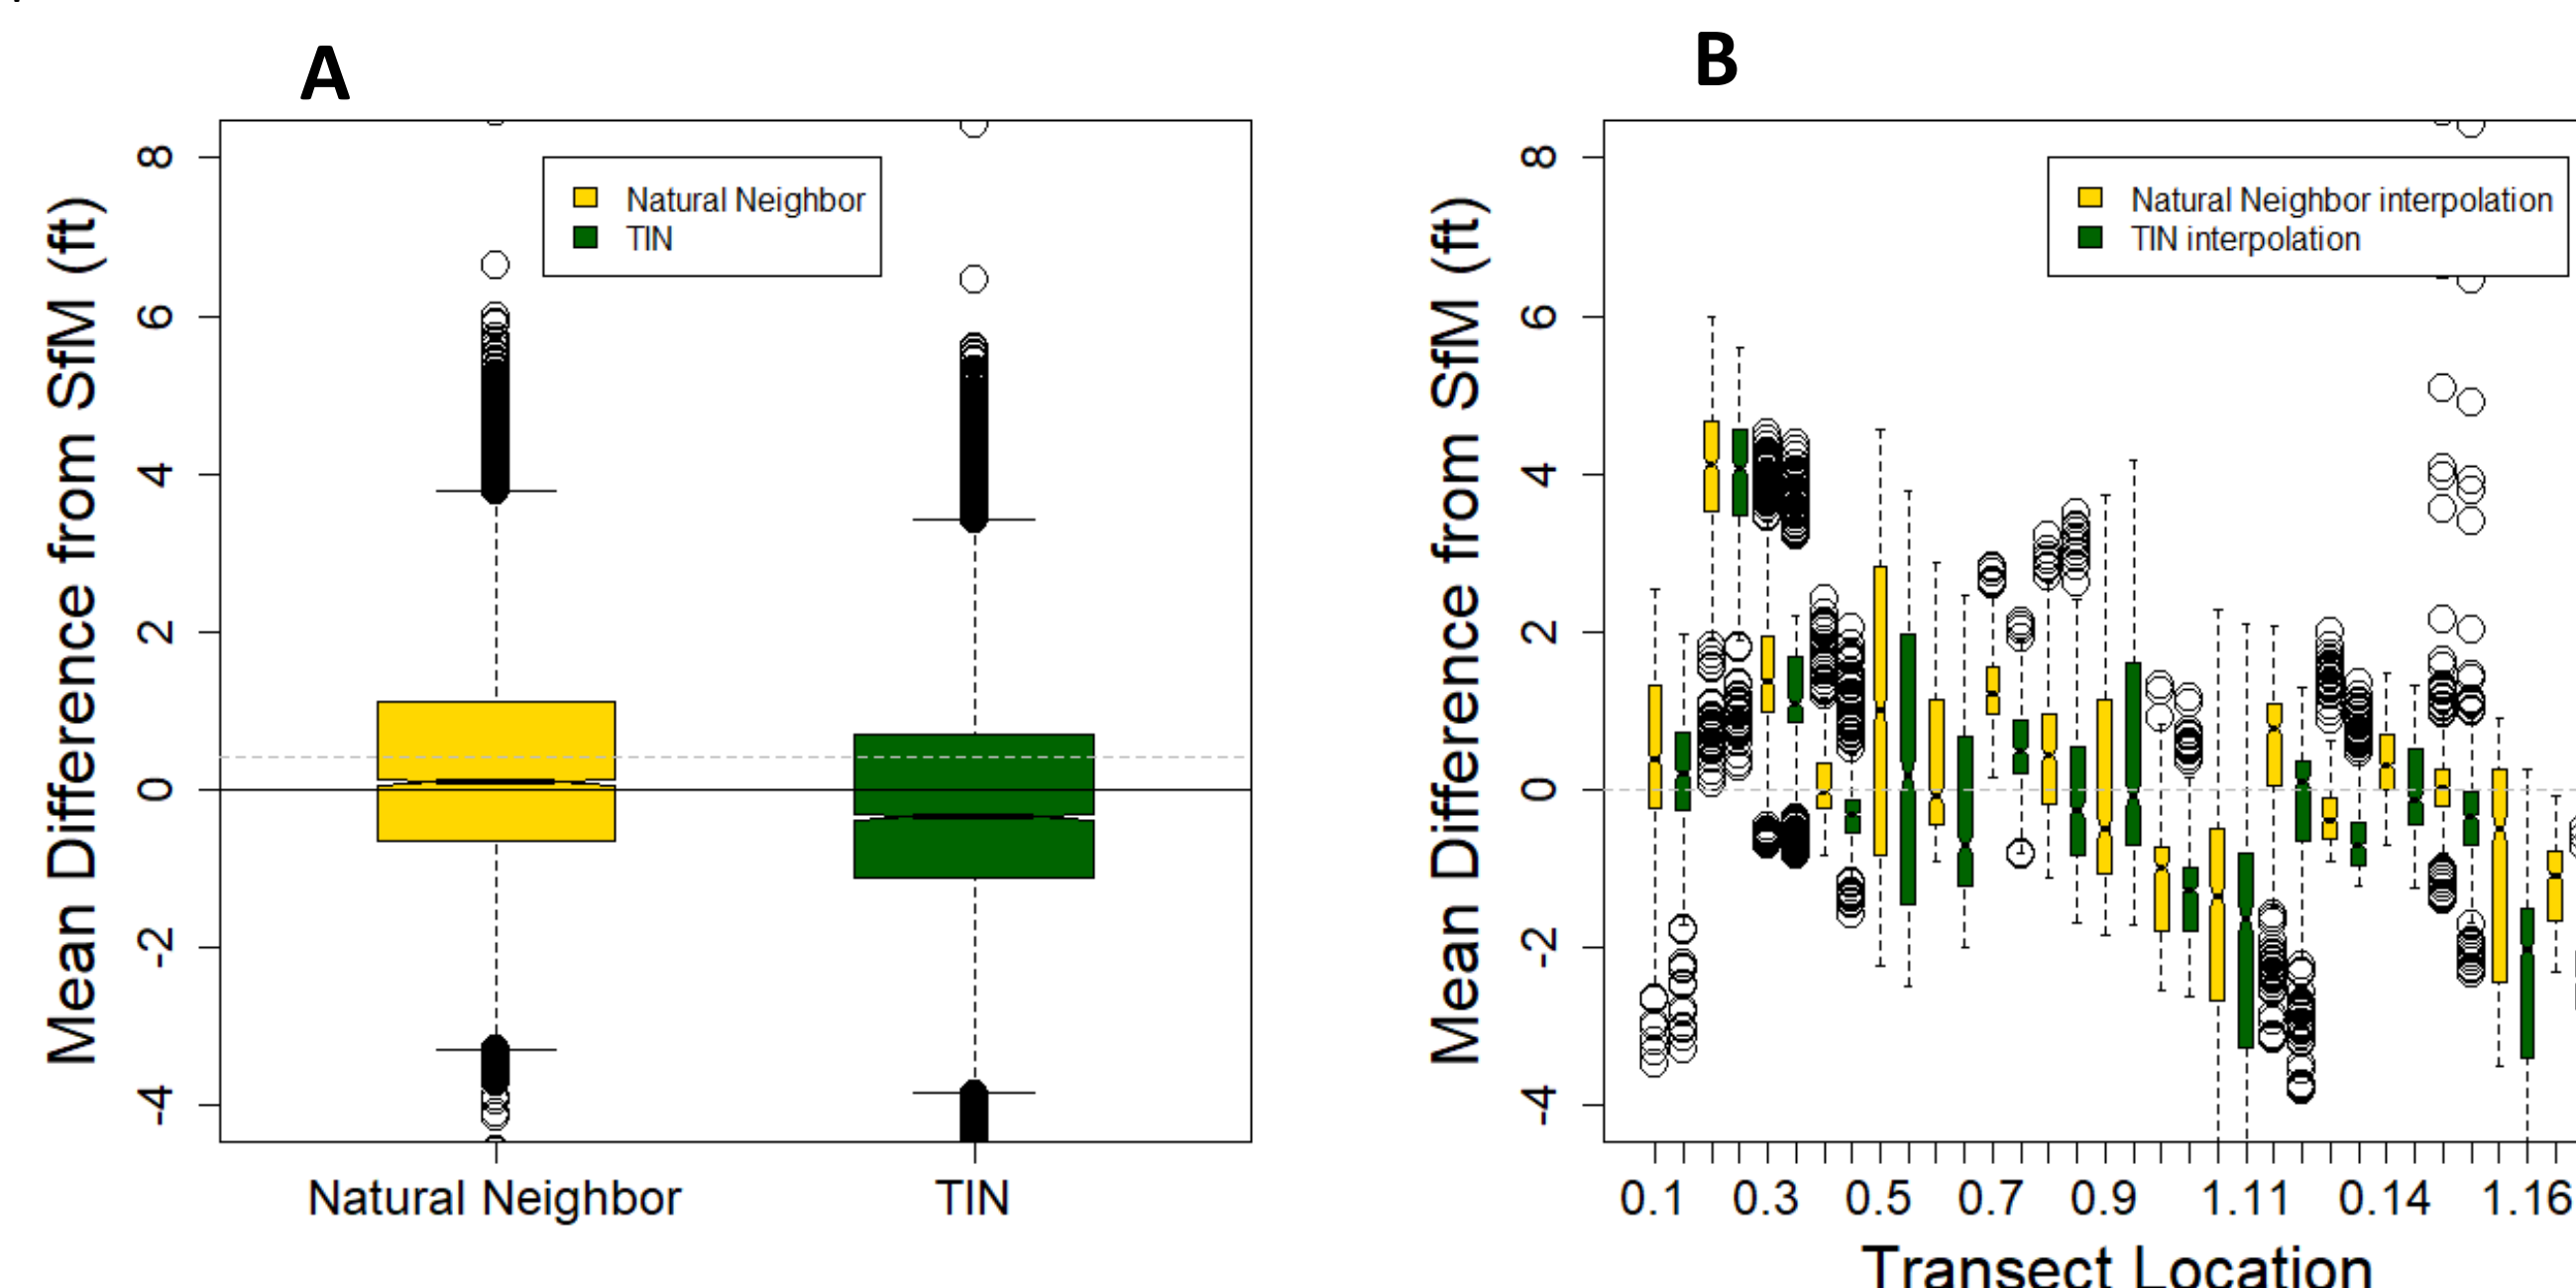 A
B
Mean Difference from SfM (ft)
8
6
4
2
0
-2
-4
Natural Neighbor
TIN
Natural Neighbor
TIN
Mean Difference from SfM (ft)
8
6
4
2
0
-2
-4
Natural Neighbor interpolation
TIN interpolation
0.1 0.3 0.5 0.7 0.9 1.11 0.14 1.16
Transect Location